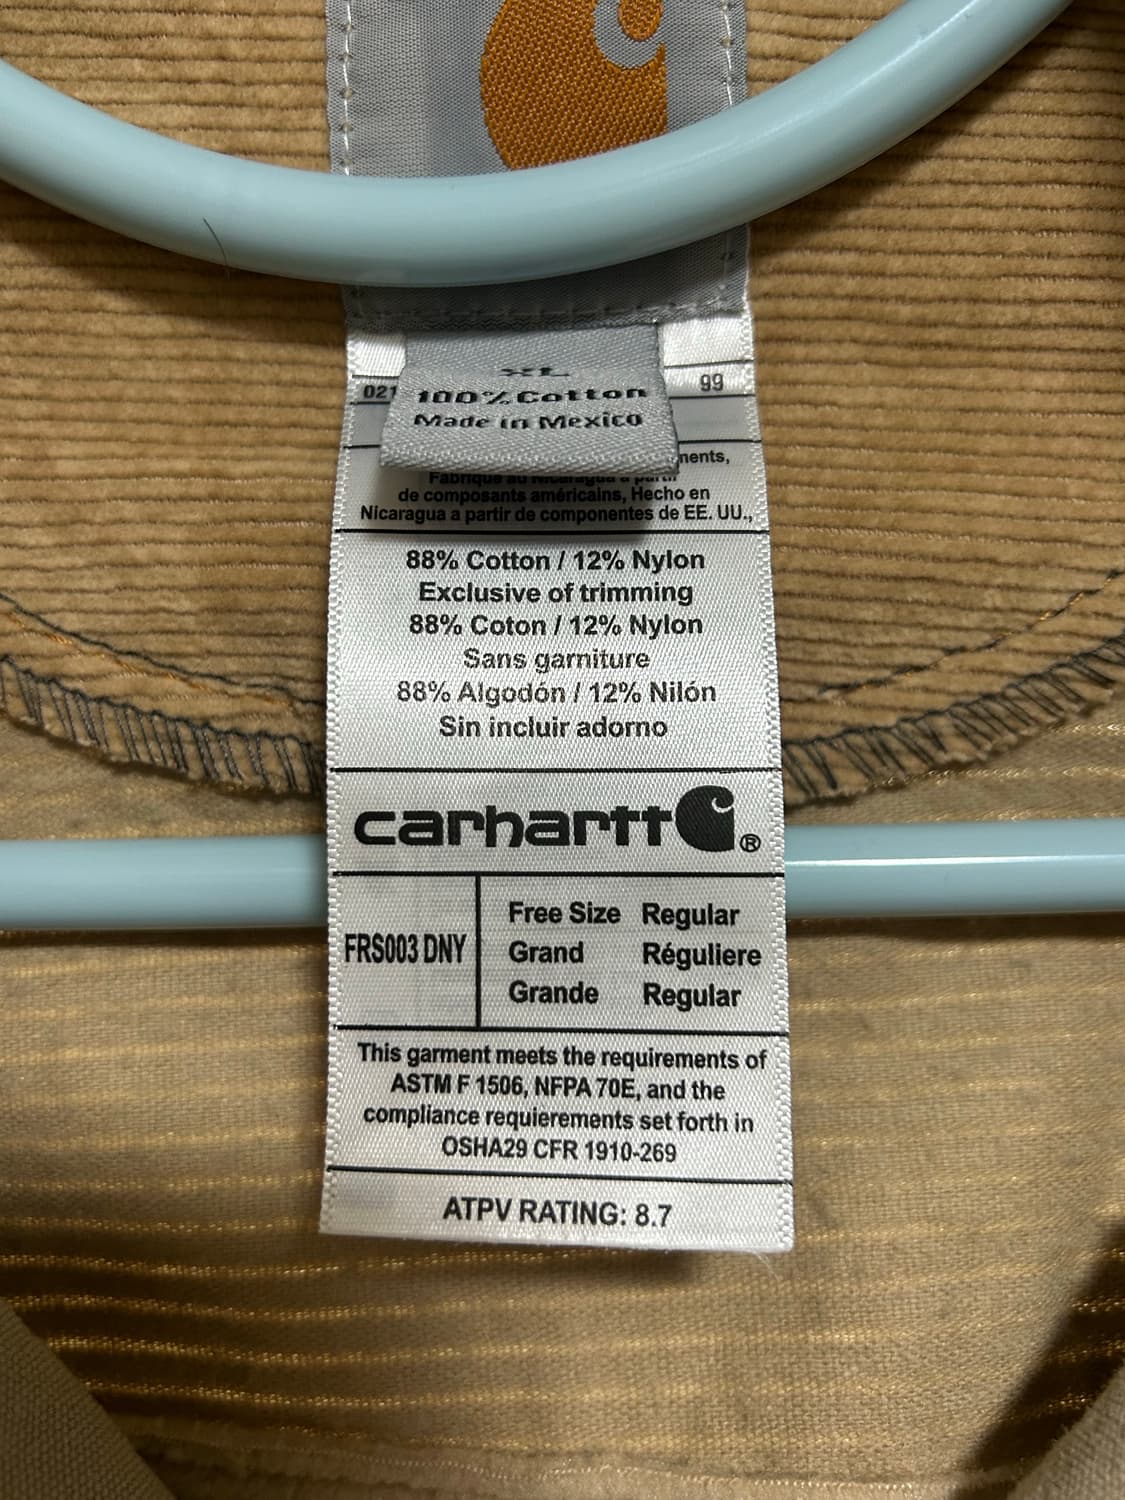 XL
100% Cotton
Made in Mexico
021
99
ments,
Fabriqué au Nicaragua à partir
de composants américains, Hecho en
Nicaragua a partir de componentes de EE. UU.,
88% Cotton / 12% Nylon
Exclusive of trimming
88% Coton / 12% Nylon
Sans garniture
88% Algodón / 12% Nilón
Sin incluir adorno
carhartt ®
FRS003 DNY
Free Size Regular
Grand Réguliere
Grande Regular
This garment meets the requirements of
ASTM F 1506, NFPA 70E, and the
compliance requierements set forth in
OSHA29 CFR 1910-269
ATPV RATING: 8.7